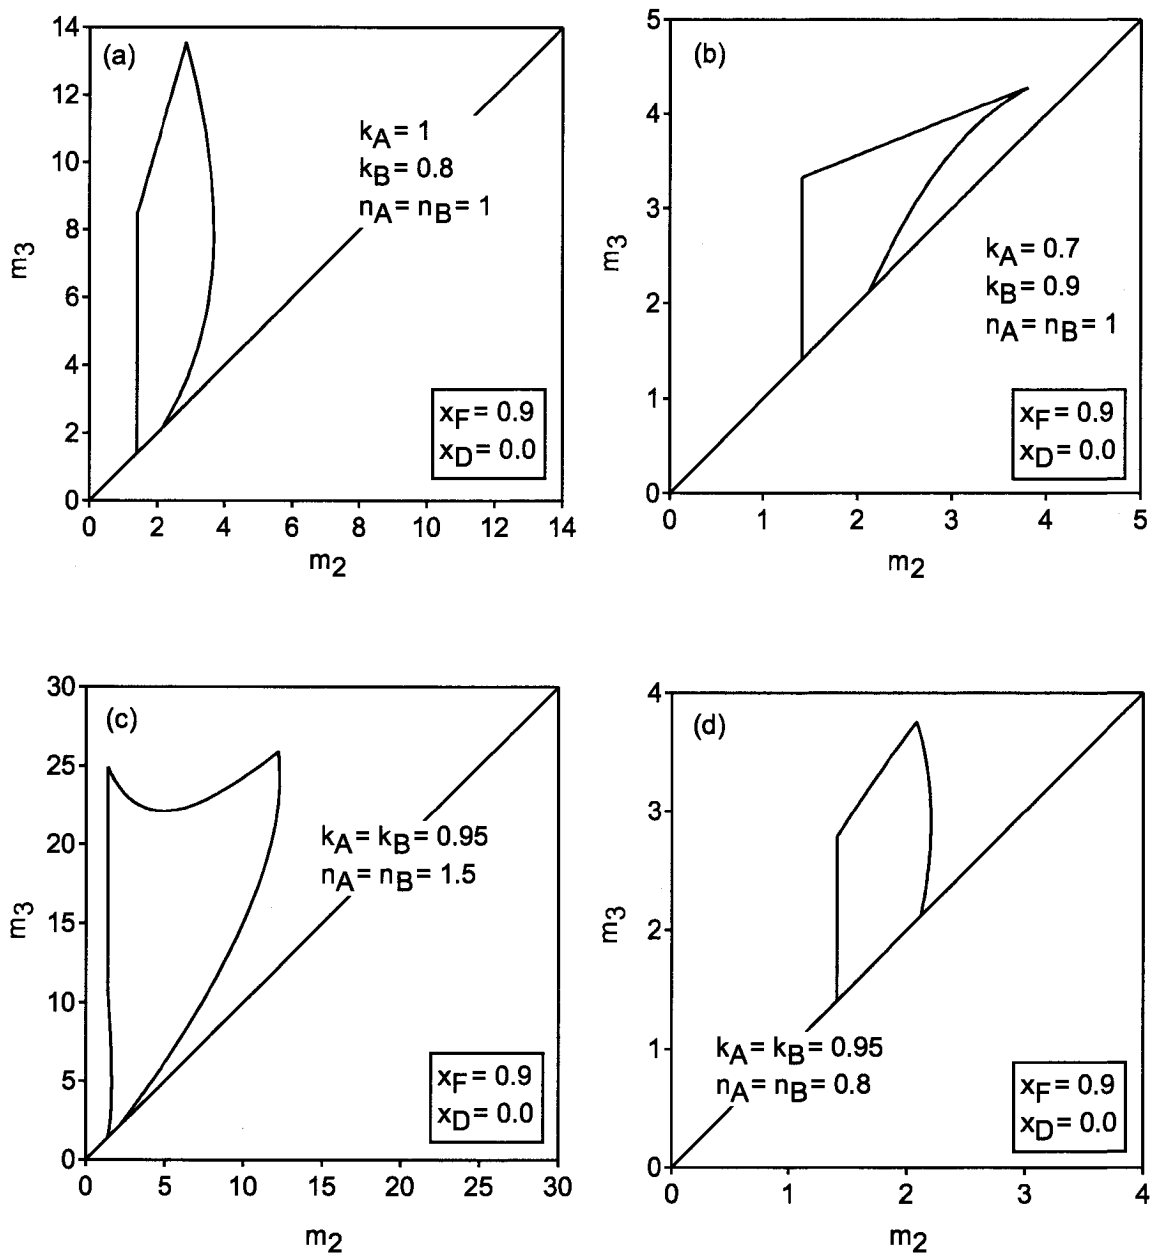 (a)
14
12
10
8
6
4
2
0
m3
kA = 1
kB = 0.8
nA = nB = 1
xF = 0.9
xD = 0.0
0 2 4 6 8 10 12 14
m2
(b)
5
4
3
2
1
0
m3
kA = 0.7
kB = 0.9
nA = nB = 1
xF = 0.9
xD = 0.0
0 1 2 3 4 5
m2
(c)
30
25
20
15
10
5
0
m3
kA = kB = 0.95
nA = nB = 1.5
xF = 0.9
xD = 0.0
0 5 10 15 20 25 30
m2
(d)
4
3
2
1
0
m3
kA = kB = 0.95
nA = nB = 0.8
xF = 0.9
xD = 0.0
0 1 2 3 4
m2